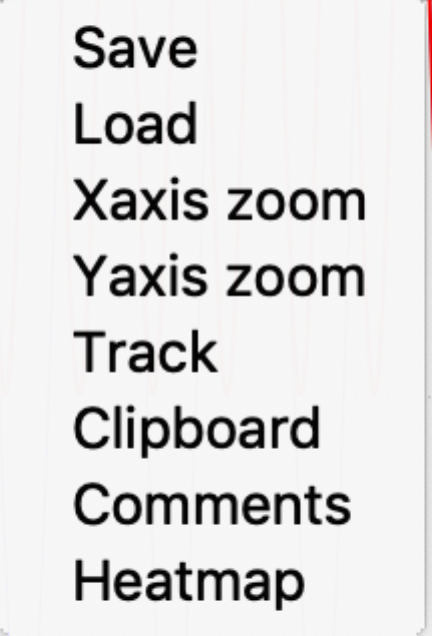 Save
Load
Xaxis zoom
Yaxis zoom
Track
Clipboard
Comments
Heatmap